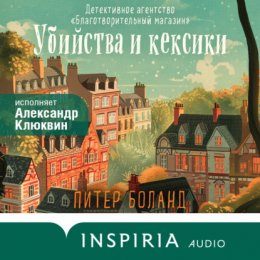 Детективное агентство
«Благотворительный магазин»
Убийства и кексики
исполняет
Александр
Клюквин
ПИТЕР БОЛАНД
INSPIRIA AUDIO